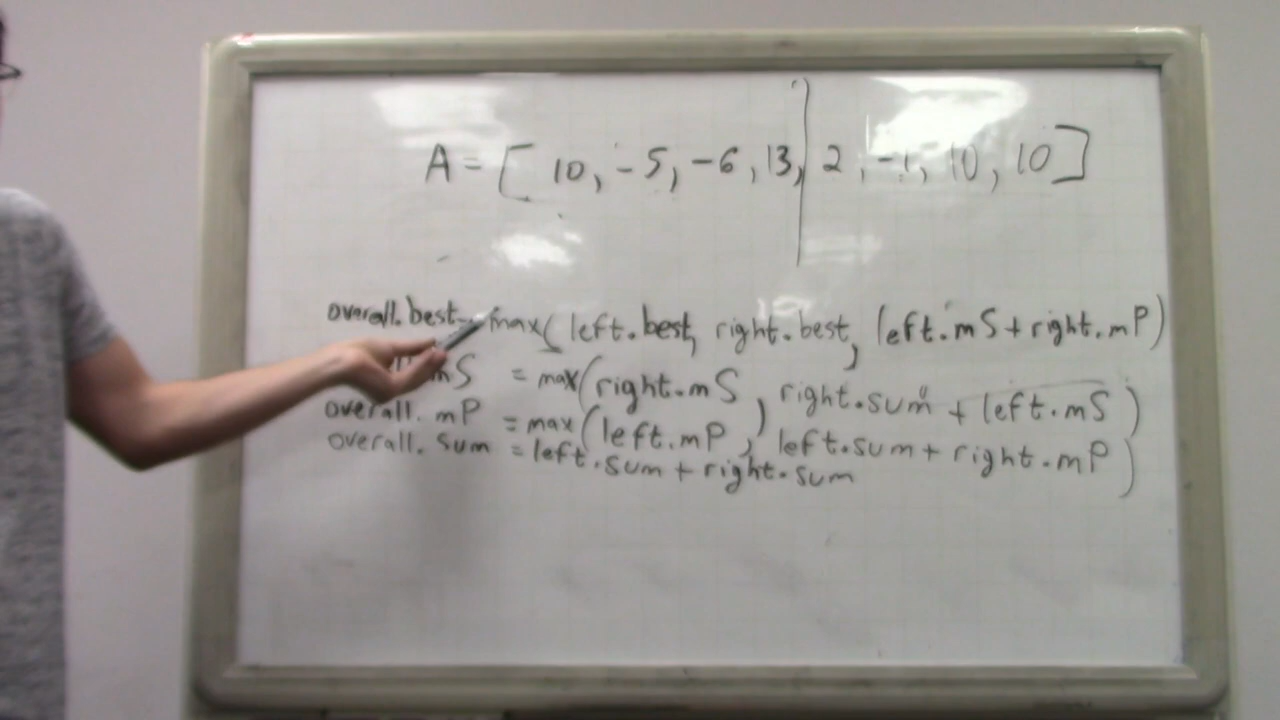 A = [ 10, -5, -6, 13, 2, -1, 10, 10 ]
overall.best max( left.best, right.best, left.mS + right.mP )
mS = max( right.mS , right.sum + left.mS )
overall. mP = max( left.mP , left.sum + right.mP )
overall. sum = left.sum + right.sum